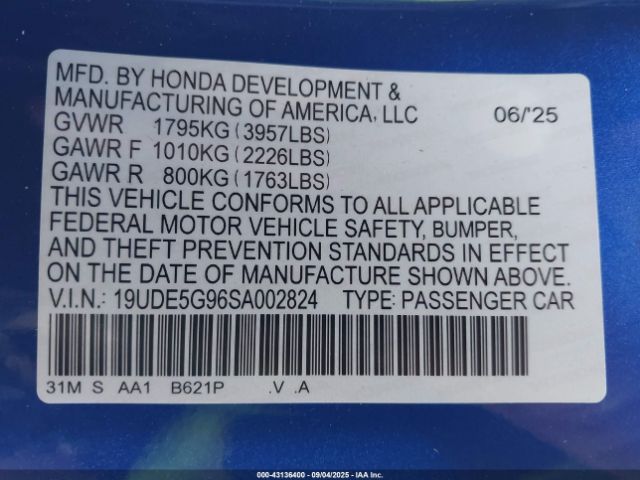 MFD. BY HONDA DEVELOPMENT &
MANUFACTURING OF AMERICA, LLC 06/'25
GVWR 1795KG (3957LBS)
GAWR F 1010KG (2226LBS)
GAWR R 800KG (1763LBS)
THIS VEHICLE CONFORMS TO ALL APPLICABLE
FEDERAL MOTOR VEHICLE SAFETY, BUMPER,
AND THEFT PREVENTION STANDARDS IN EFFECT
ON THE DATE OF MANUFACTURE SHOWN ABOVE.
V.I.N.: 19UDE5G96SA002824 TYPE: PASSENGER CAR
31M S AA1 B621P .V .A
000-43136400 - 09/04/2025 - IAA Inc.